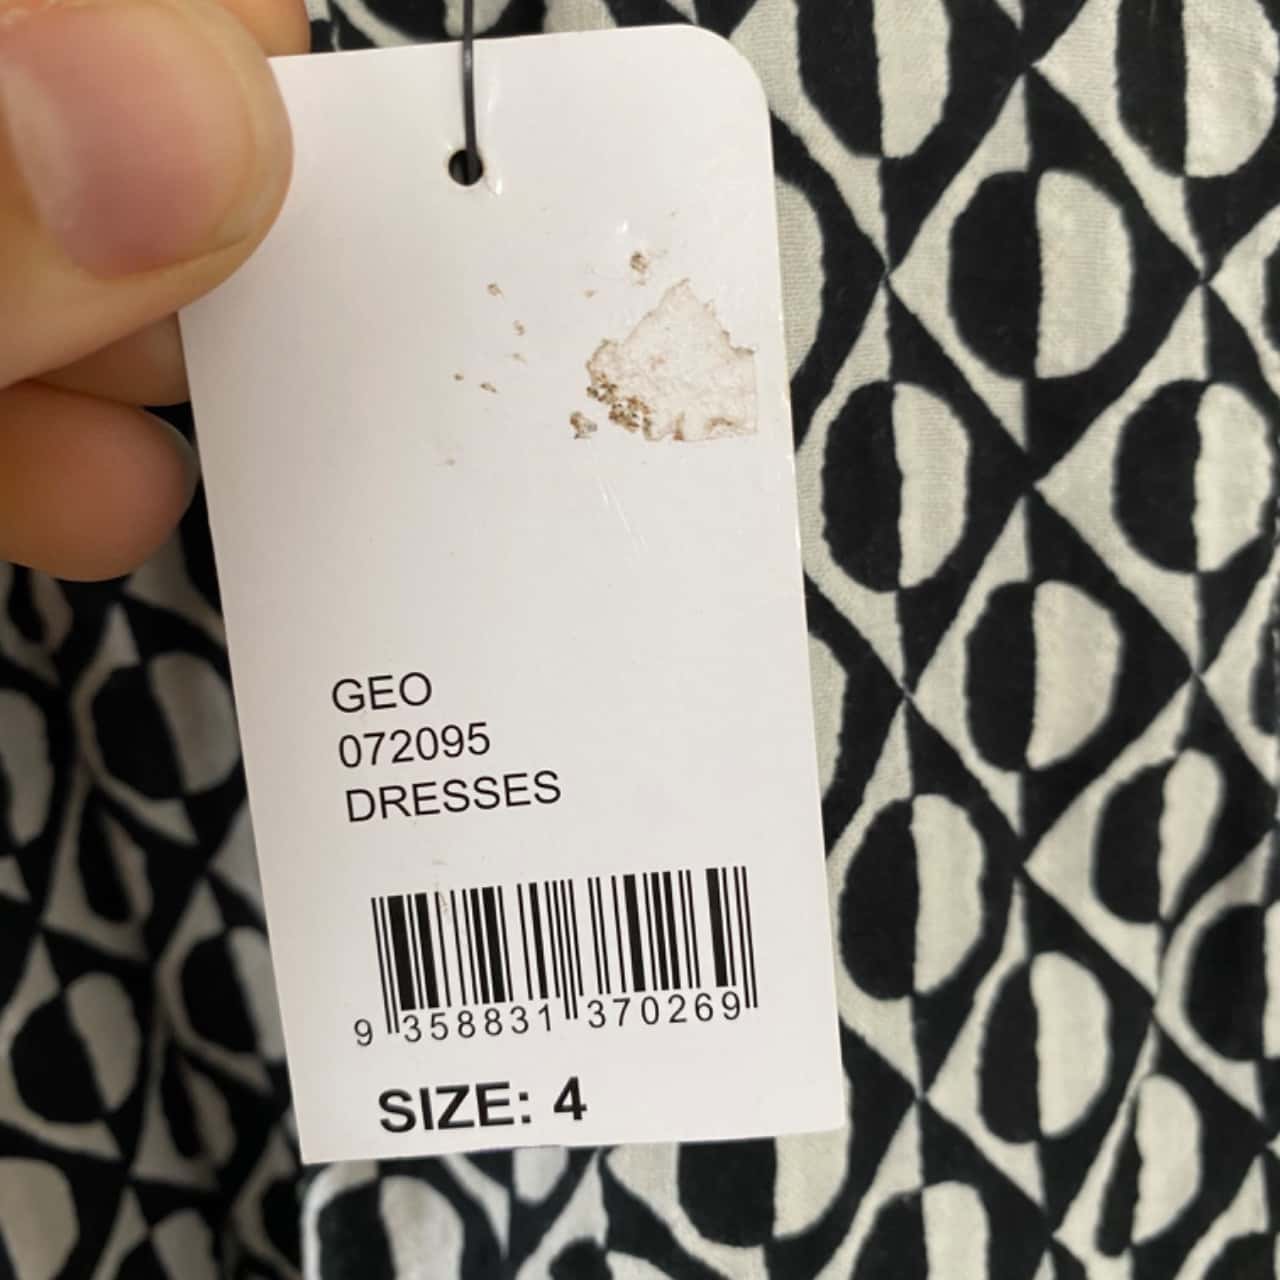 GEO
072095
DRESSES
9 358831 370269
SIZE: 4